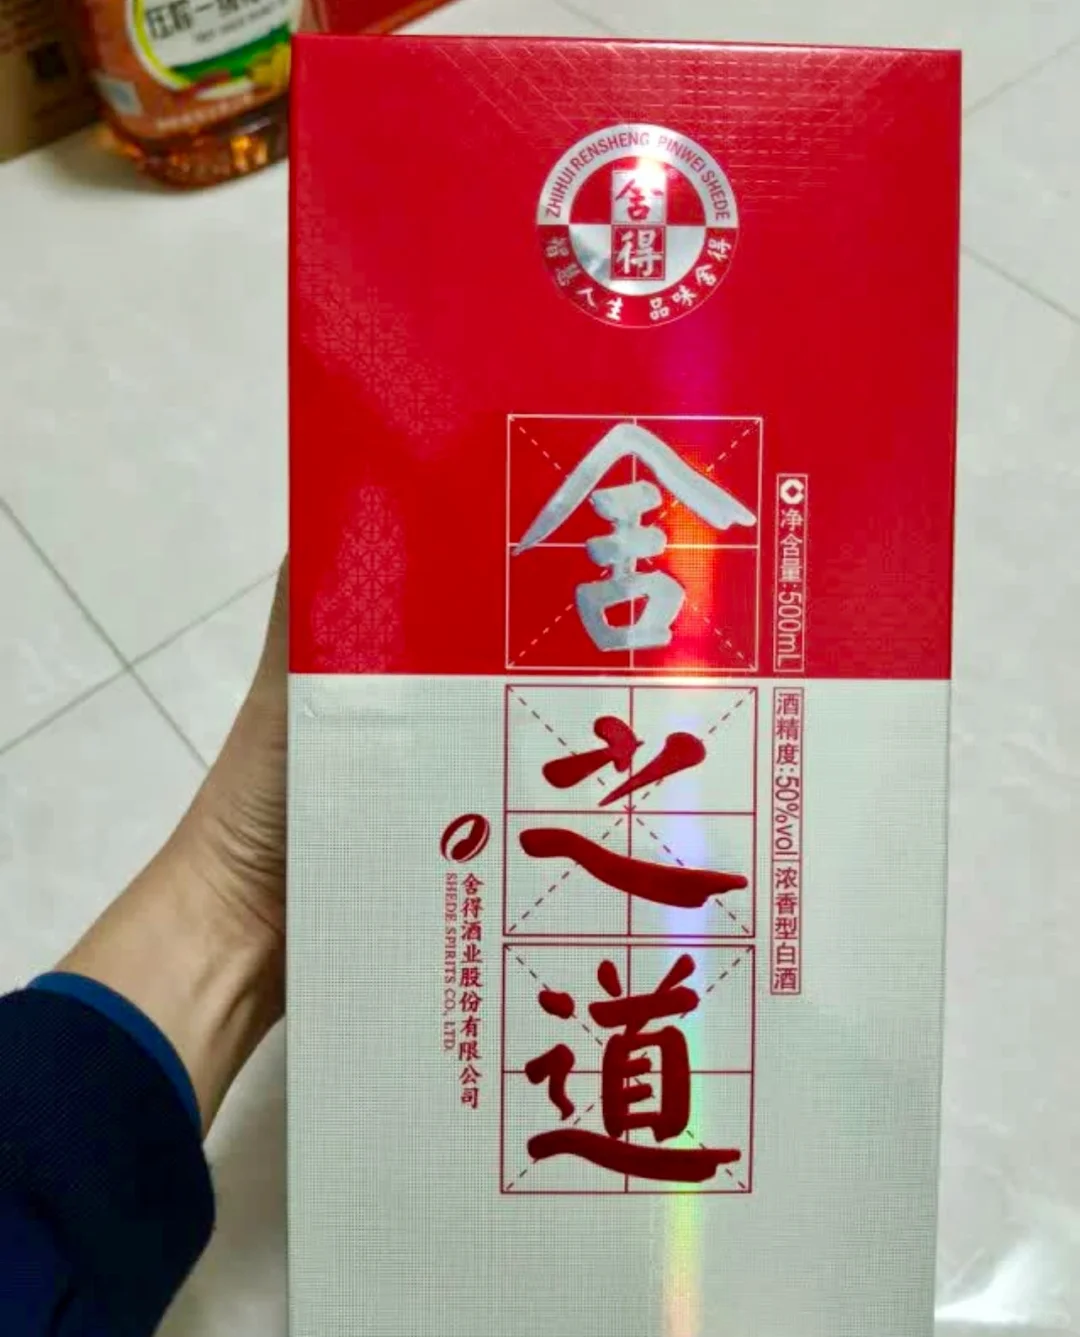 ZHIHUI RENSHENG PINWEI SHEDE
舍得
智慧人生 品味舍得
舍之道
净含量:500mL
酒精度:50%vol
浓香型白酒
舍得酒业股份有限公司
SHEDE SPIRITS CO., LTD.